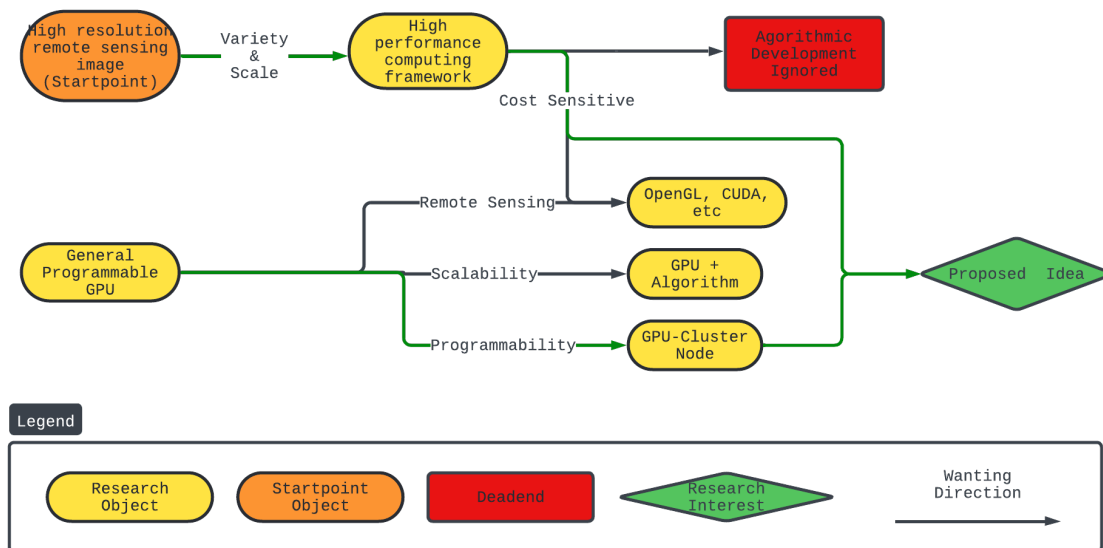 High resolution
remote sensing
image
(Startpoint)
Variety
&
Scale
High
performance
computing
framework
Agorithmic
Development
Ignored
Cost Sensitive
Remote Sensing
OpenGL, CUDA,
etc
General
Programmable
GPU
Scalability
GPU +
Algorithm
Proposed Idea
Programmability
GPU-Cluster
Node
Legend
Research
Object
Startpoint
Object
Deadend
Research
Interest
Wanting
Direction